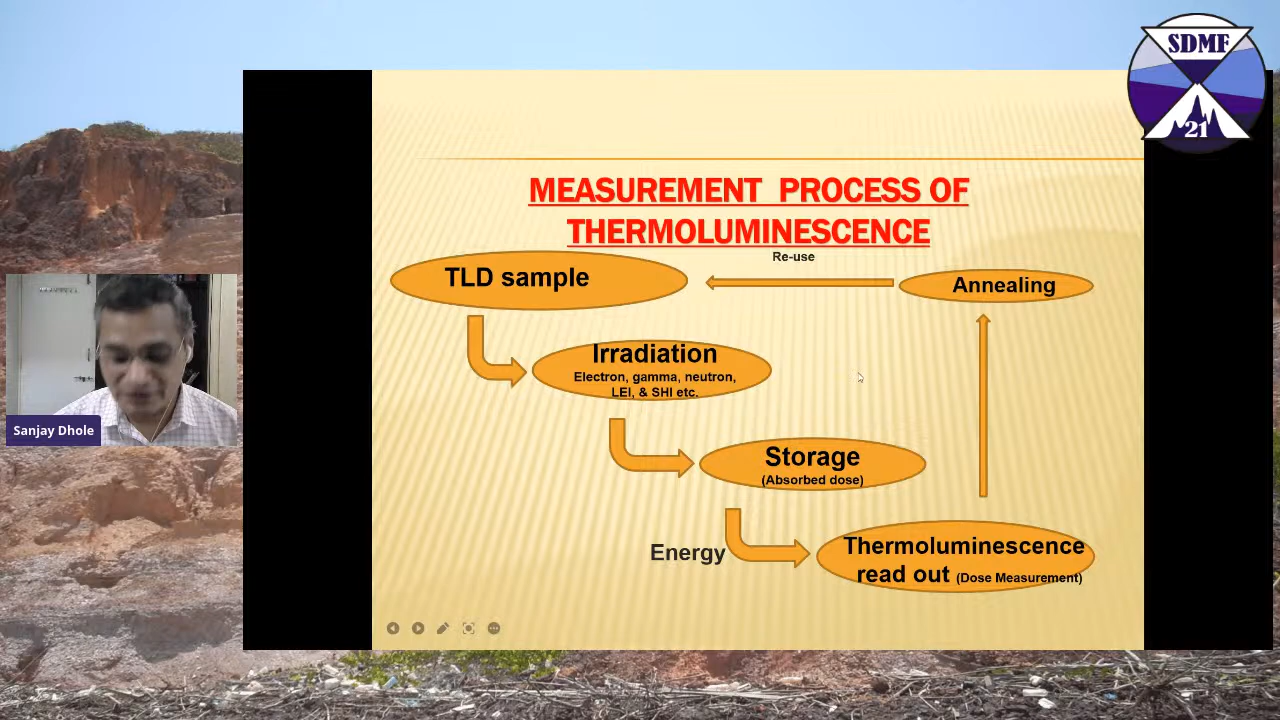 SDMF
21
MEASUREMENT PROCESS OF
THERMOLUMINESCENCE
Re-use
TLD sample
Annealing
Irradiation
Electron, gamma, neutron,
LEI, & SHI etc.
Sanjay Dhole
Storage
(Absorbed dose)
Energy
Thermoluminescence
read out (Dose Measurement)